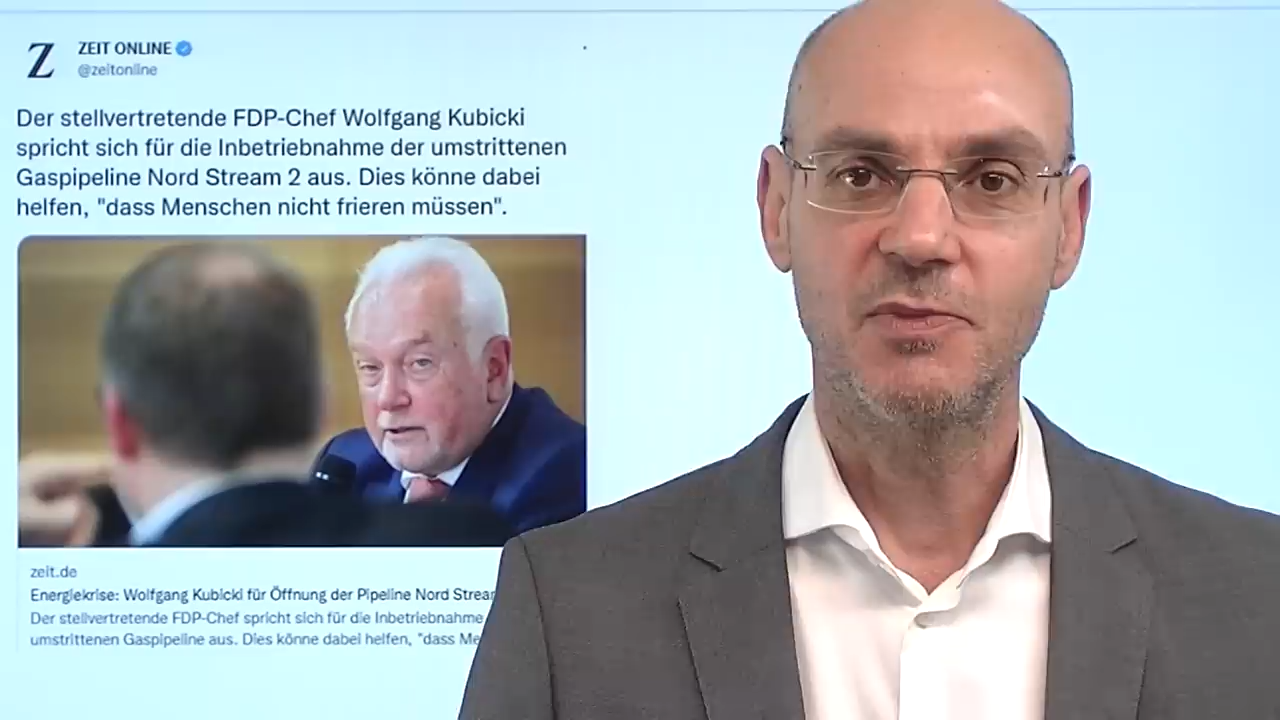 Z
ZEIT ONLINE
@zeitonline
Der stellvertretende FDP-Chef Wolfgang Kubicki
spricht sich für die Inbetriebnahme der umstrittenen
Gaspipeline Nord Stream 2 aus. Dies könne dabei
helfen, "dass Menschen nicht frieren müssen".
zeit.de
Energiekrise: Wolfgang Kubicki für Öffnung der Pipeline Nord Strea
Der stellvertretende FDP-Chef spricht sich für die Inbetriebnahme
umstrittenen Gaspipeline aus. Dies könne dabei helfen, "dass Me